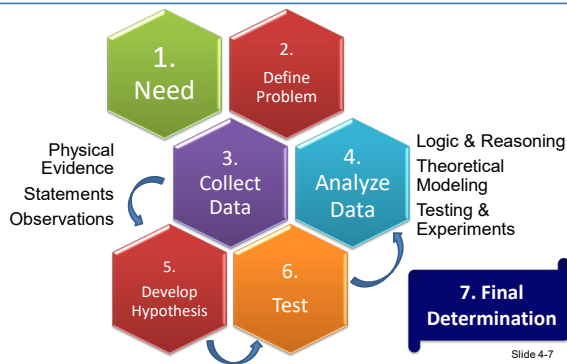 1.
Need
2.
Define
Problem
Physical
Evidence
Statements
Observations
3.
Collect
Data
4.
Analyze
Data
Logic & Reasoning
Theoretical
Modeling
Testing &
Experiments
5.
Develop
Hypothesis
6.
Test
7. Final
Determination
Slide 4-7